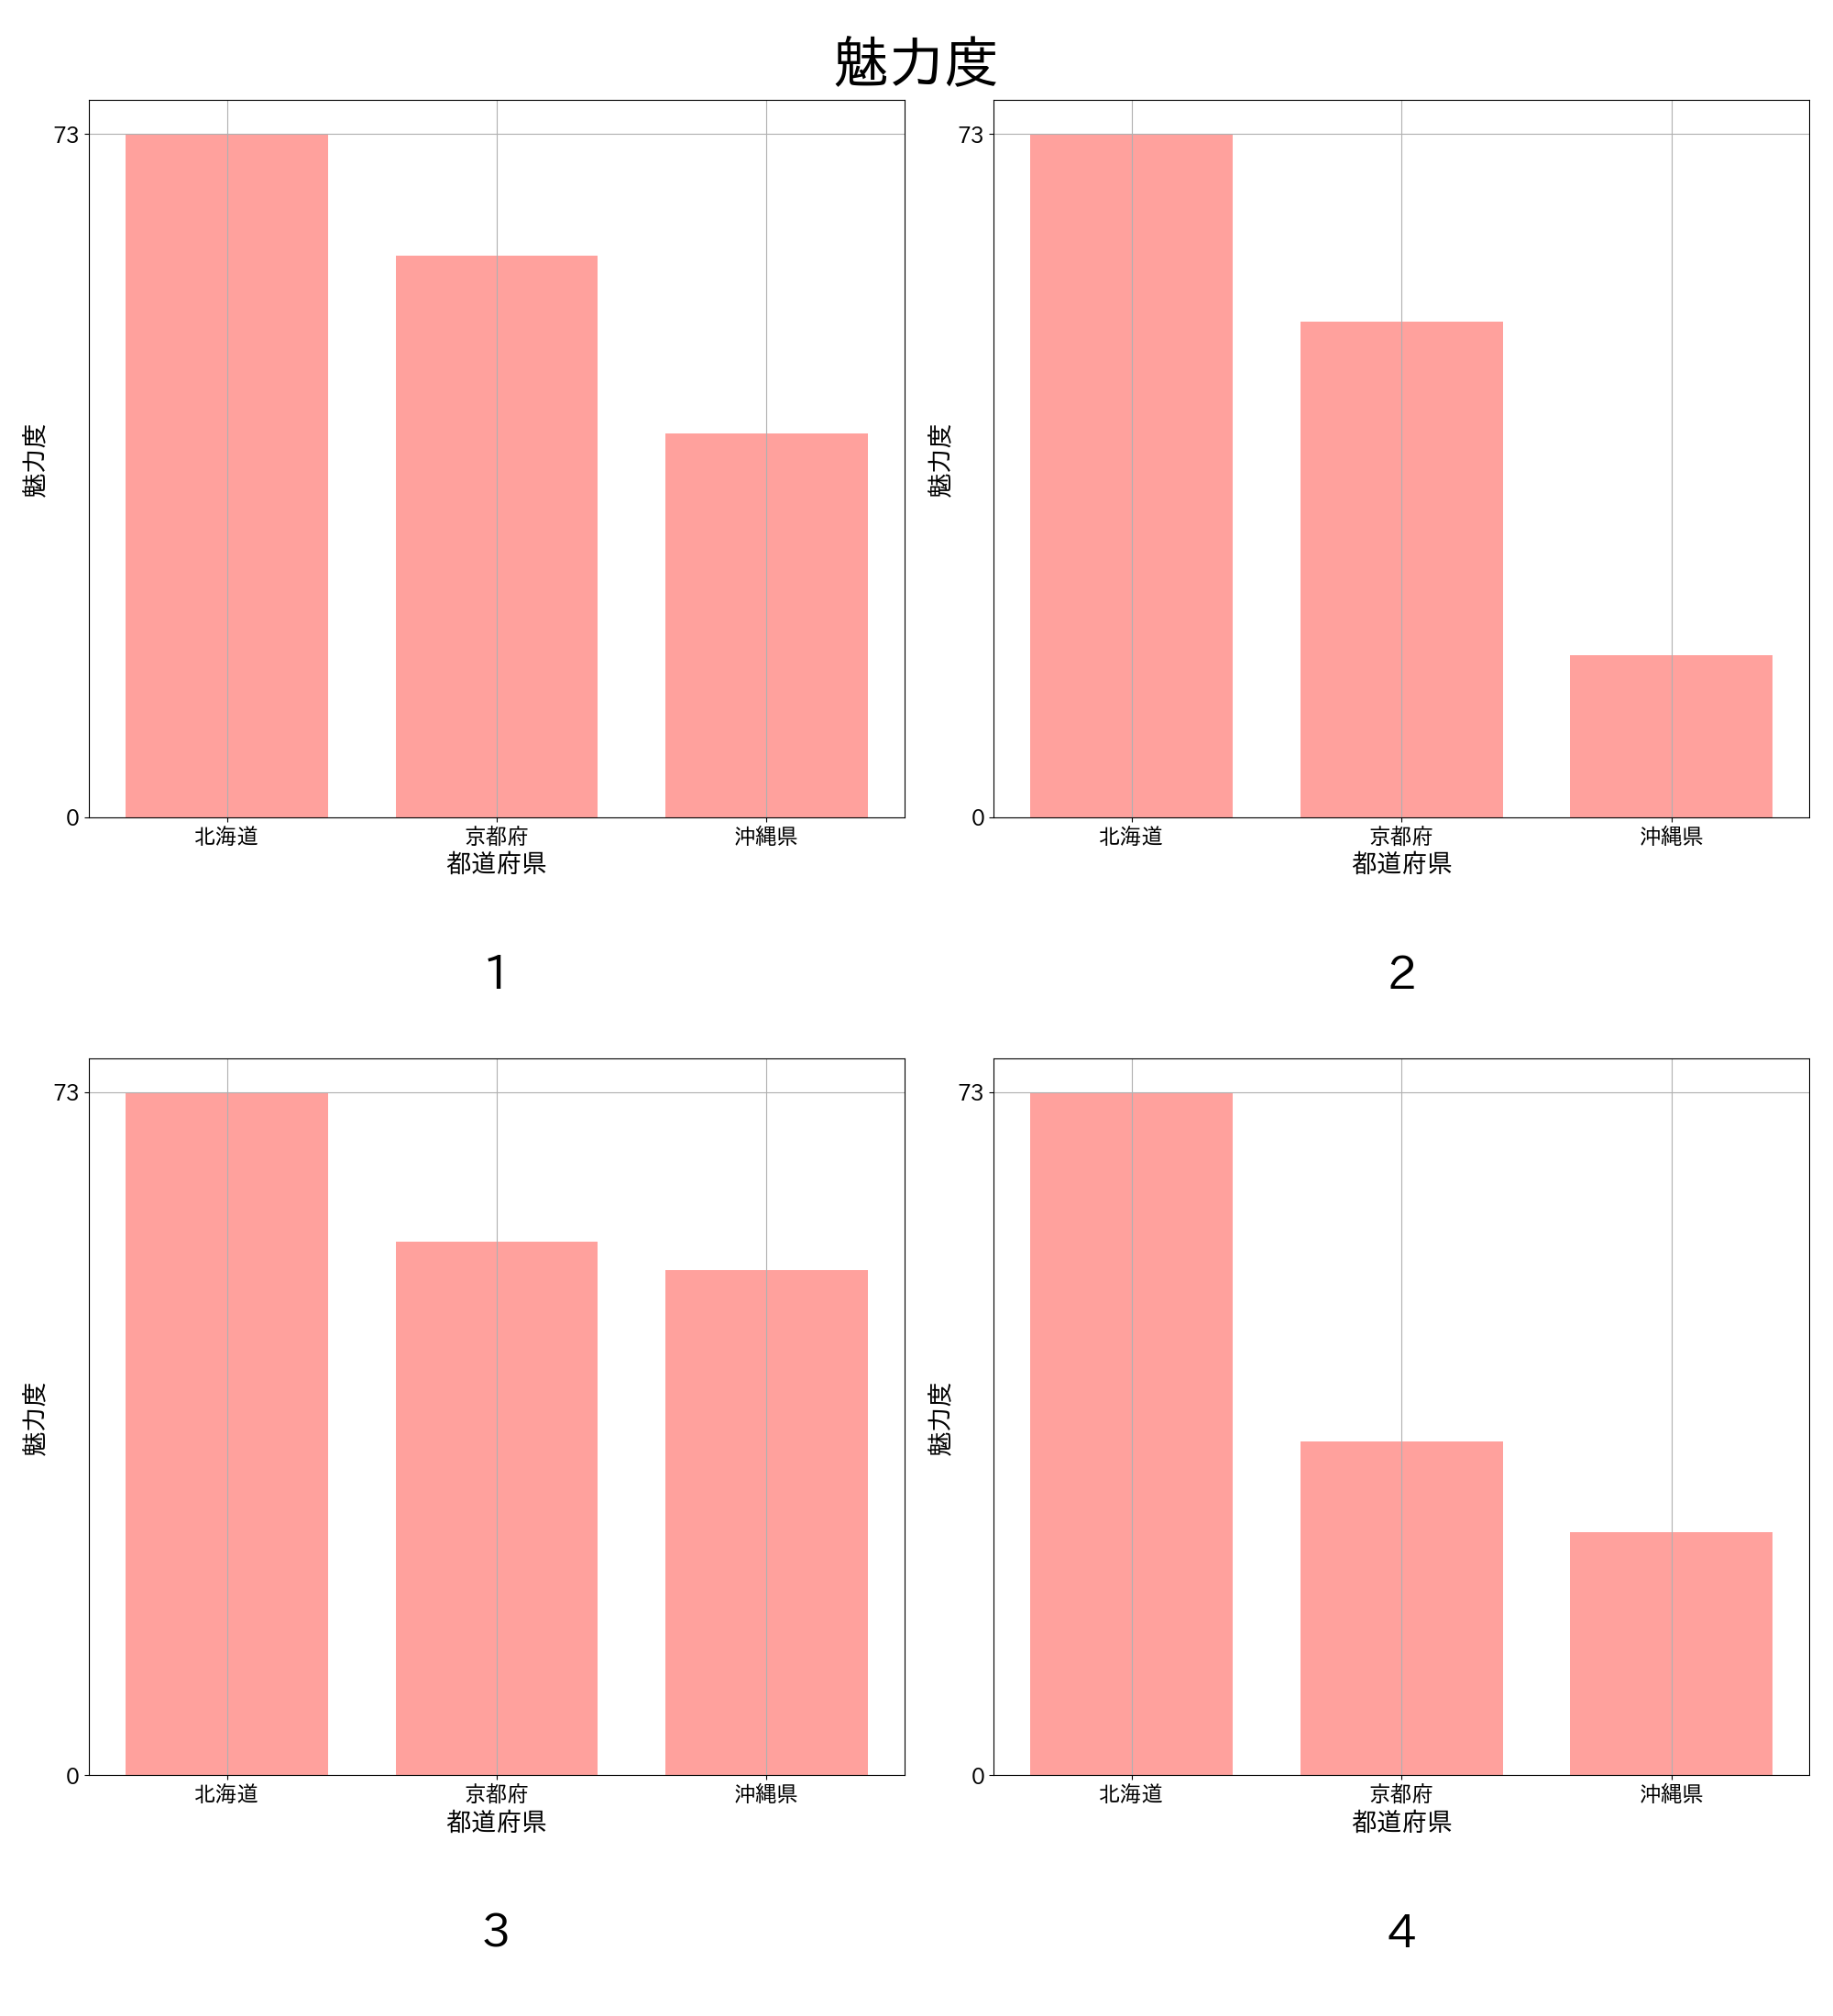 魅力度
73
魅力度
0
北海道 京都府 沖縄県
都道府県
1
73
魅力度
0
北海道 京都府 沖縄県
都道府県
2
73
魅力度
0
北海道 京都府 沖縄県
都道府県
3
73
魅力度
0
北海道 京都府 沖縄県
都道府県
4